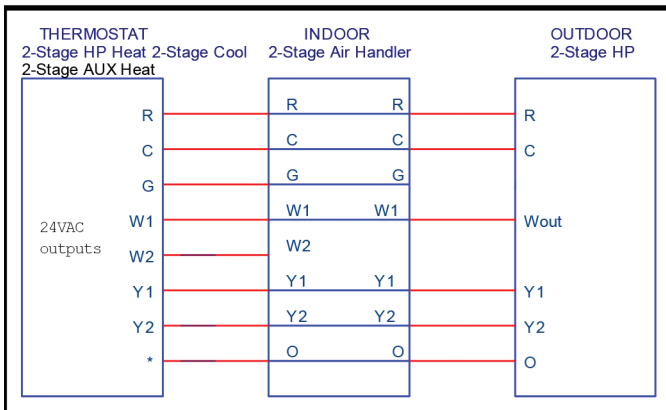 THERMOSTAT INDOOR OUTDOOR
2-Stage HP Heat 2-Stage Cool 2-Stage Air Handler 2-Stage HP
2-Stage AUX Heat
R R R R
C C C C
G G G
W1 W1 W1 Wout
24VAC
outputs
W2 W2
Y1 Y1 Y1 Y1
Y2 Y2 Y2 Y2
* O O O